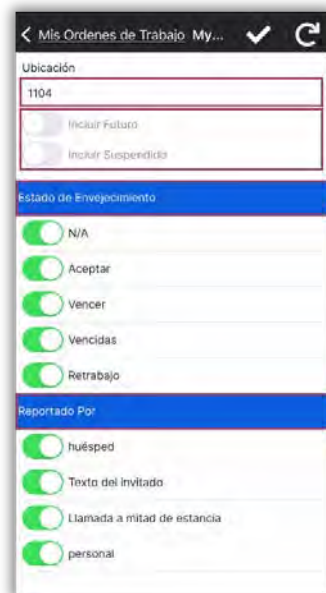 Mis Ordenes de Trabajo My...
Ubicación
1104
Incluir Futuro
Incluir Suspendido
Estado de Envejecimiento
N/A
Aceptar
Vencer
Vencidas
Retrabajo
Reportado Por
huésped
Texto del invitado
Llamada a mitad de estancia
personal